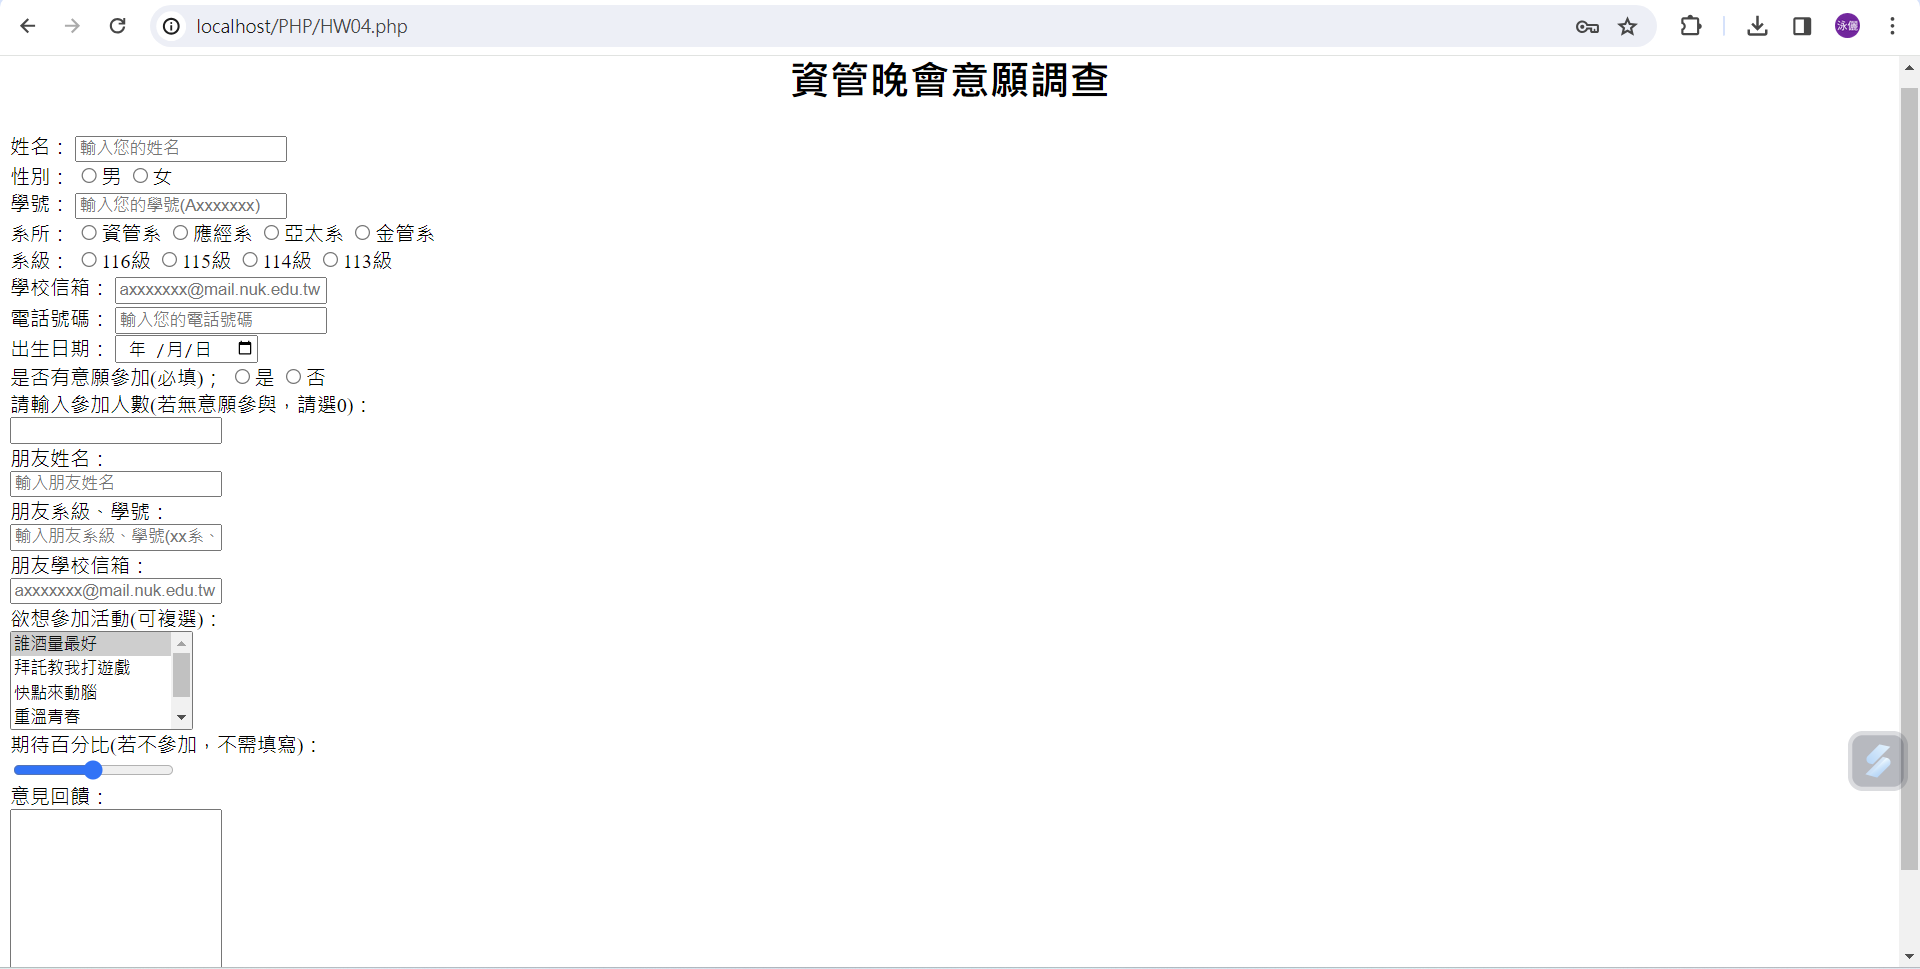 localhost/PHP/HW04.php
泳儷
資管晚會意願調查
姓名： 輸入您的姓名
性別： 男 女
學號： 輸入您的學號(Axxxxxxx)
系所： 資管系 應經系 亞太系 金管系
系級： 116級 115級 114級 113級
學校信箱： axxxxxxx@mail.nuk.edu.tw
電話號碼： 輸入您的電話號碼
出生日期： 年 /月/日
是否有意願參加(必填)； 是 否
請輸入參加人數(若無意願參與，請選0)：
朋友姓名：
輸入朋友姓名
朋友系級、學號：
輸入朋友系級、學號(xx系、
朋友學校信箱：
axxxxxxx@mail.nuk.edu.tw
欲想參加活動(可複選)：
誰酒量最好
拜託教我打遊戲
快點來動腦
重溫青春
期待百分比(若不參加，不需填寫)：
意見回饋：